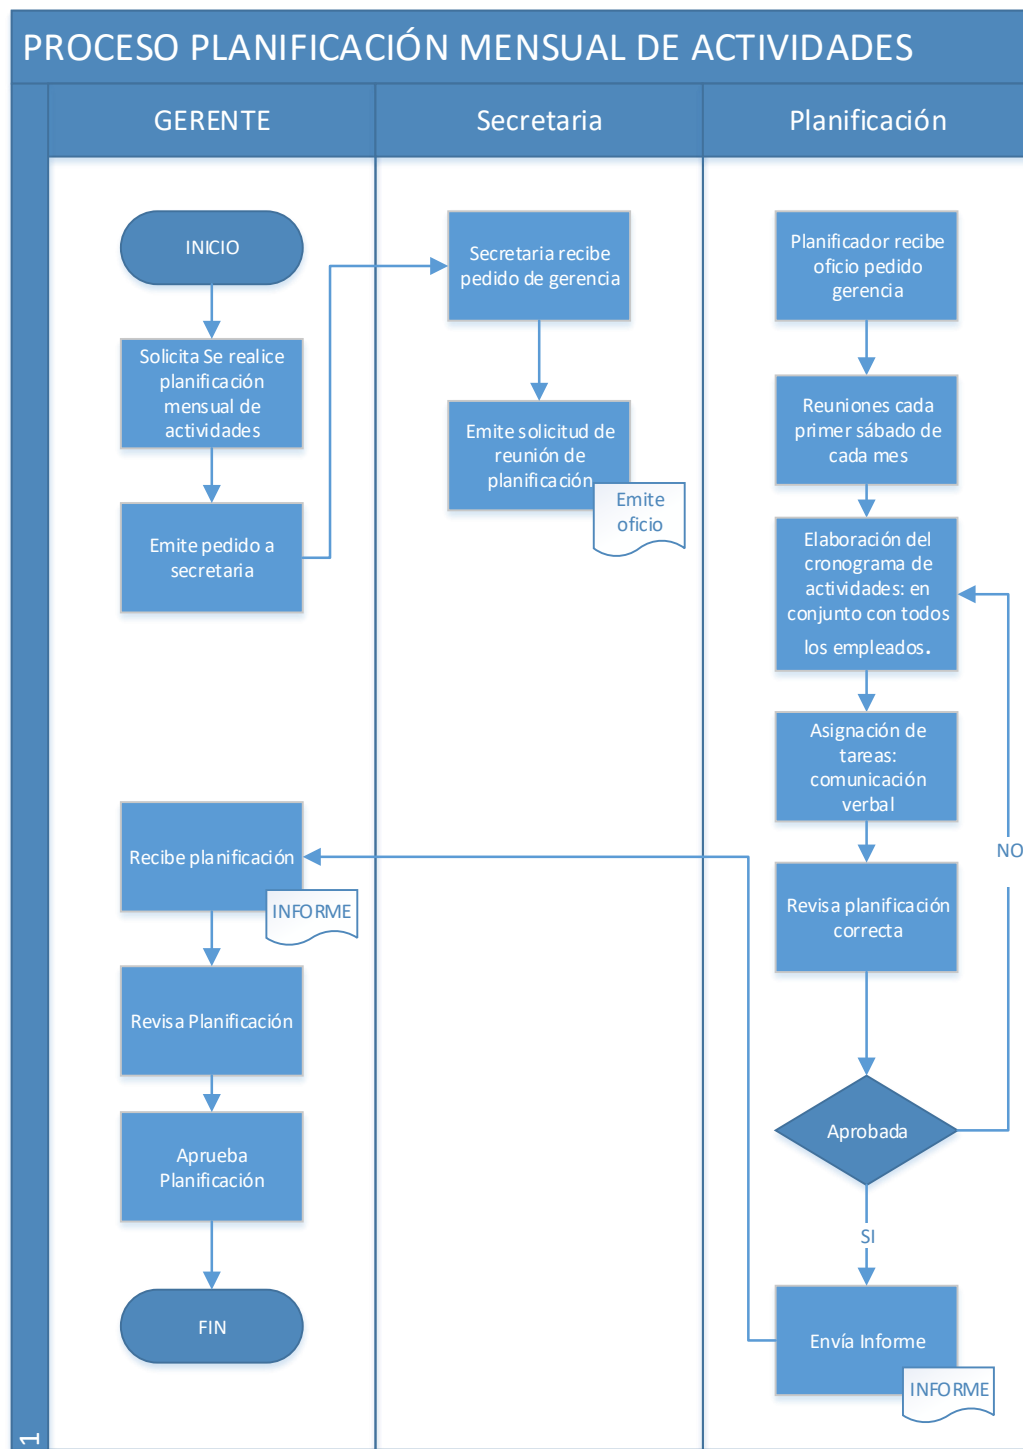 PROCESO PLANIFICACIÓN MENSUAL DE ACTIVIDADES
GERENTE
Secretaria
Planificación
INICIO
Solicita Se realice
planificación
mensual de
actividades
Emite pedido a
secretaria
Recibe planificación
INFORME
Revisa Planificación
Aprueba
Planificación
FIN
Secretaria recibe
pedido de gerencia
Emite solicitud de
reunión de
planificación
Emite
oficio
Planificador recibe
oficio pedido
gerencia
Reuniones cada
primer sábado de
cada mes
Elaboración del
cronograma de
actividades: en
conjunto con todos
los empleados.
Asignación de
tareas:
comunicación
verbal
Revisa planificación
correcta
NO
Aprobada
SI
Envía Informe
INFORME
1